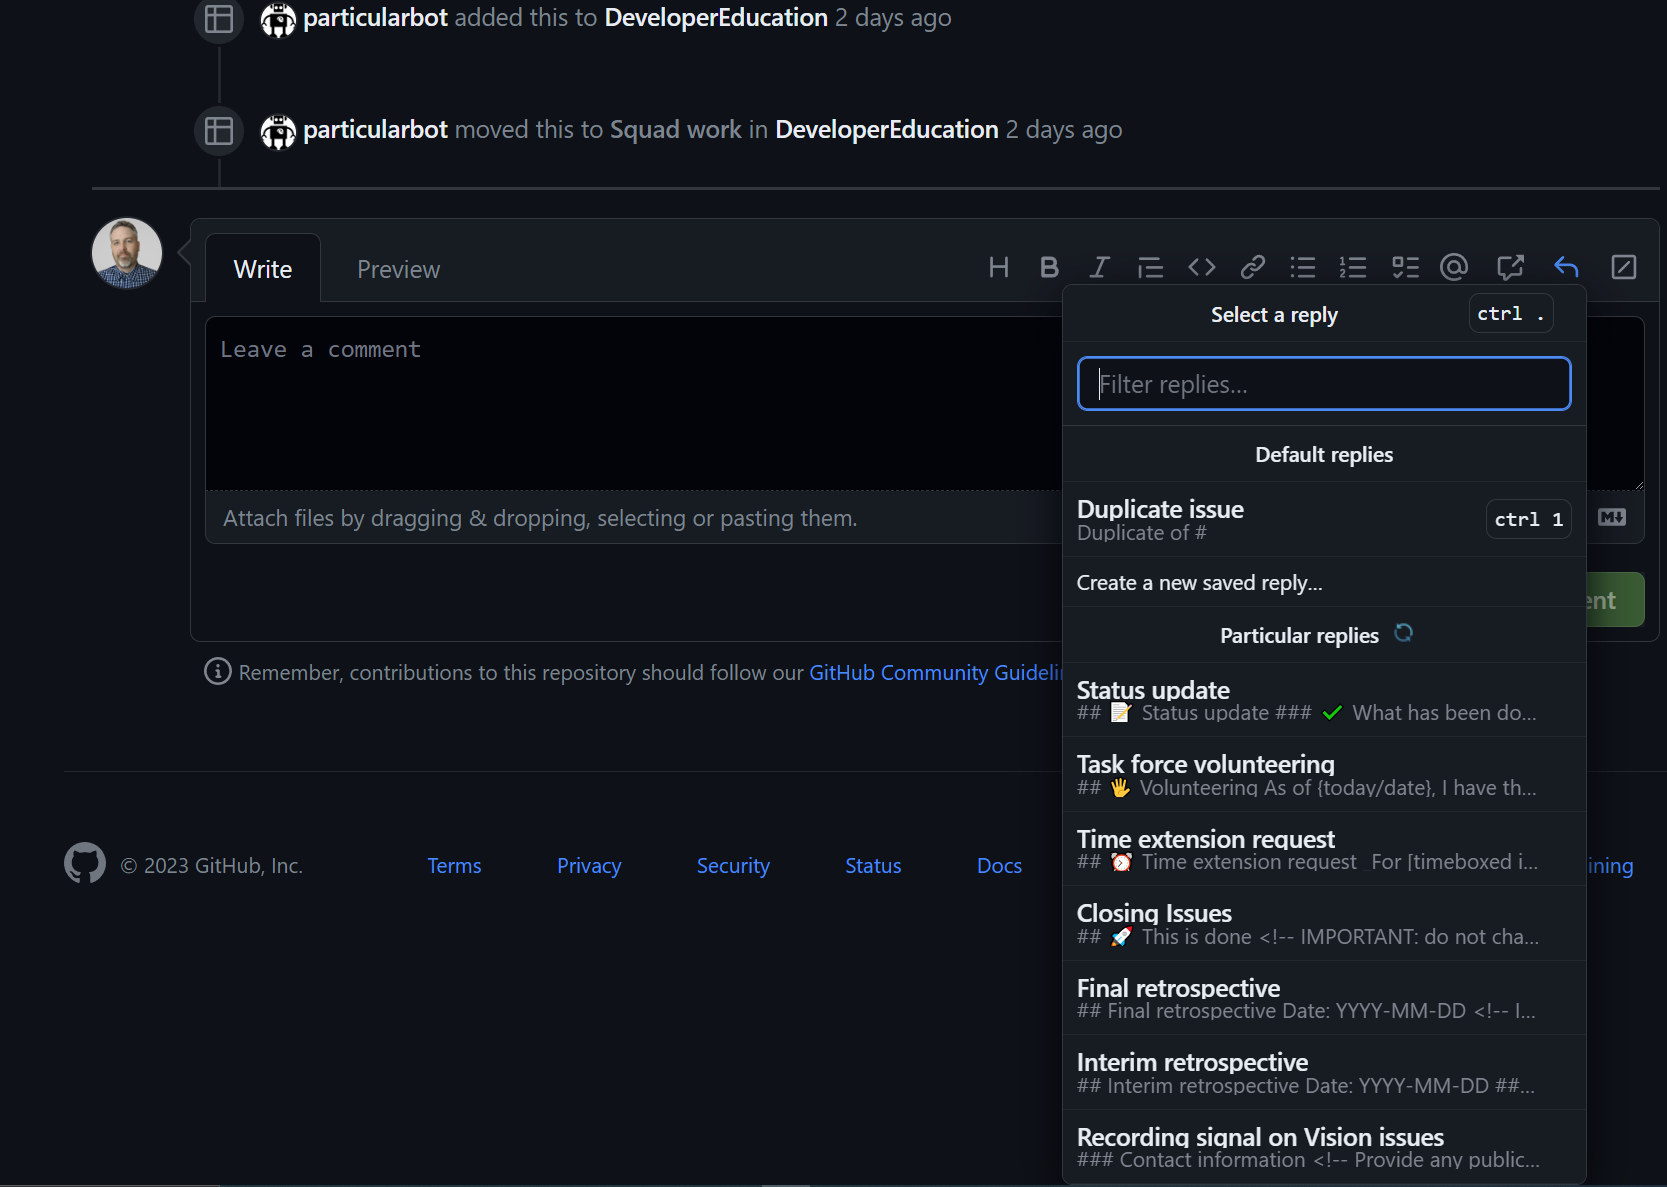 particularbot added this to DeveloperEducation 2 days ago
particularbot moved this to Squad work in DeveloperEducation 2 days ago
Write
Preview
Select a reply
ctrl .
Leave a comment
Filter replies...
Default replies
Attach files by dragging & dropping, selecting or pasting them.
Duplicate issue
Duplicate of #
ctrl 1
Create a new saved reply...
Particular replies
Remember, contributions to this repository should follow our GitHub Community
Status update
## 📝 Status update ### ✔ What has been do...
Task force volunteering
## 🖐 Volunteering As of {today/date}, I have th...
Time extension request
## ⏰ Time extension request _For [timeboxed i...
© 2023 GitHub, Inc.
Terms
Privacy
Security
Status
Docs
Closing Issues
## 🚀 This is done <!-- IMPORTANT: do not cha...
Final retrospective
## Final retrospective Date: YYYY-MM-DD <!-- I...
Interim retrospective
## Interim retrospective Date: YYYY-MM-DD ##...
Recording signal on Vision issues
### Contact information <!-- Provide any public...